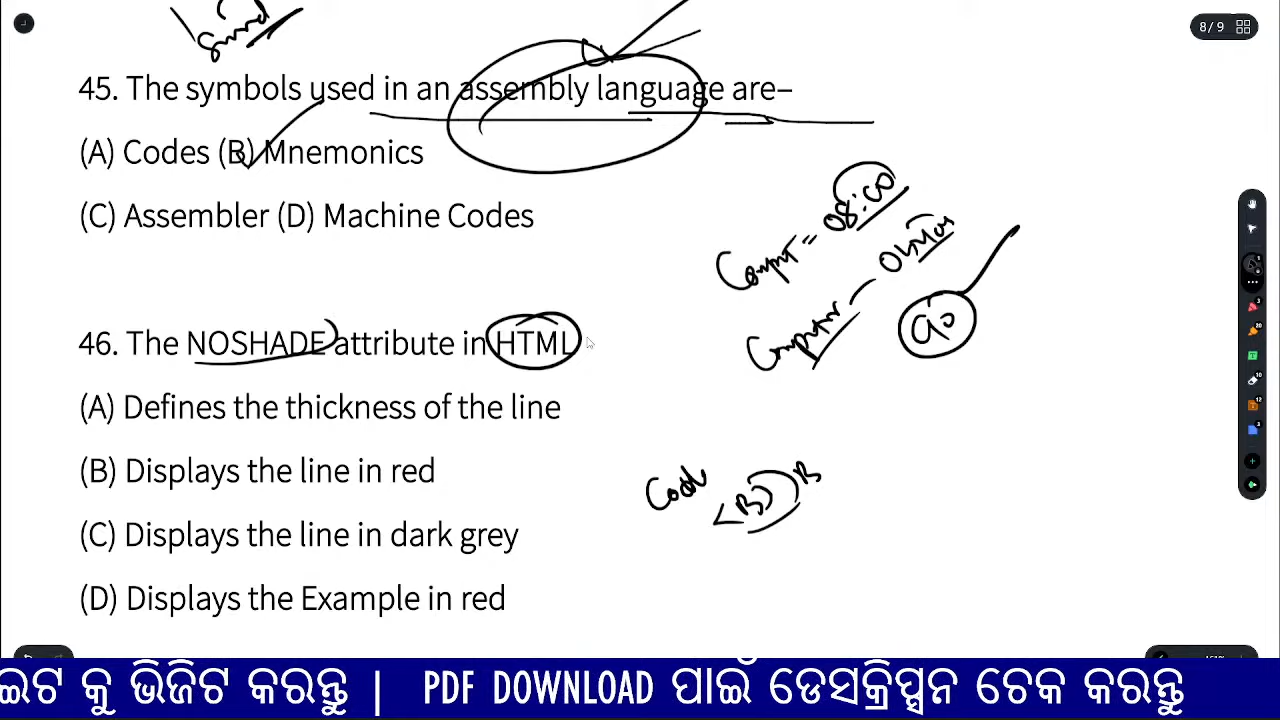 8/9
45. The symbols used in an assembly language are–
(A) Codes (B) Mnemonics
(C) Assembler (D) Machine Codes
46. The NOSHADE attribute in HTML
(A) Defines the thickness of the line
(B) Displays the line in red
(C) Displays the line in dark grey
(D) Displays the Example in red
Code
<B> B
ଇଟ କୁ ଭିଜିଟ କରନ୍ତୁ | PDF DOWNLOAD ପାଇଁ ଡେସକ୍ରିପ୍ସନ ଚେକ କରନ୍ତୁ